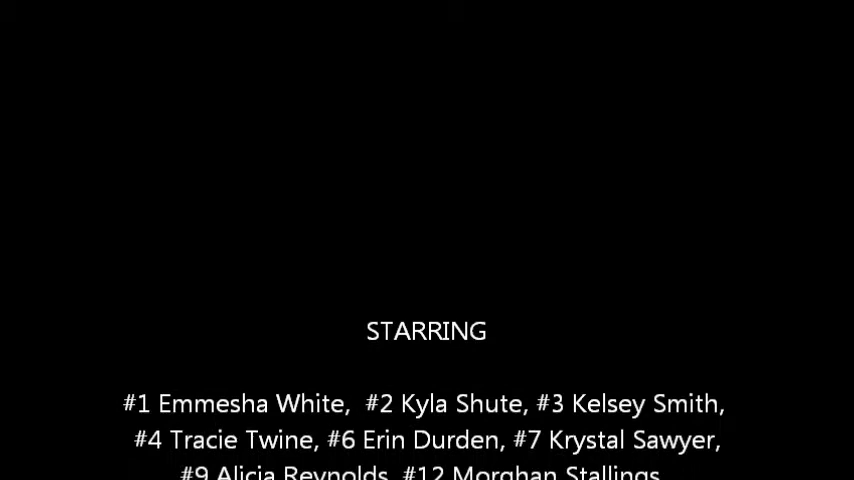 STARRING
#1 Emmesha White,  #2 Kyla Shute, #3 Kelsey Smith,
#4 Tracie Twine, #6 Erin Durden, #7 Krystal Sawyer,
#9 Alicia Reynolds, #12 Morghan Stallings